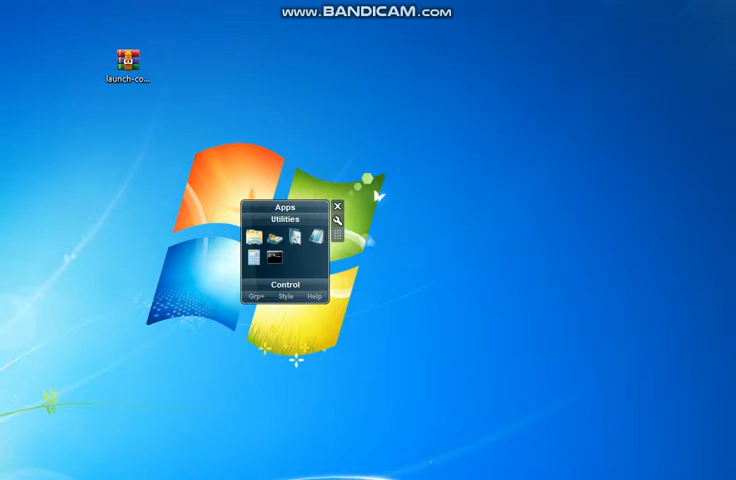 www.BANDICAM.com
launch-co...
Apps
Utilities
Control
Grp+ Style Help